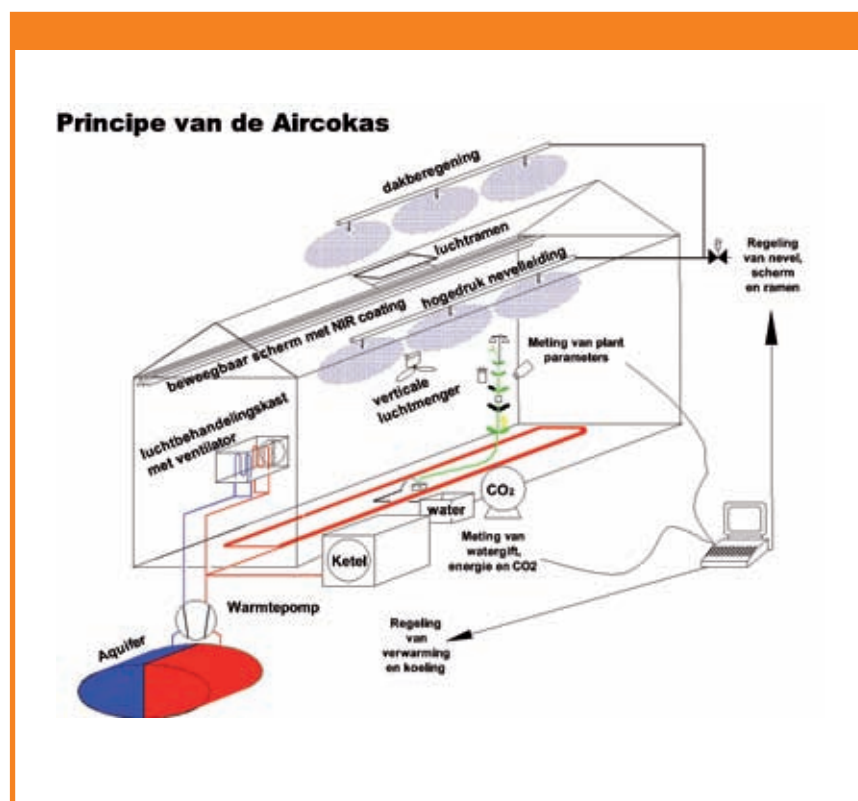 Principe van de Aircokas
dakberegening
luchtramen
hogedruk nevelleiding
beweegbaar scherm met NIR coating
Regeling
van nevel,
scherm
en ramen
Meting van plant
parameters
verticale
luchtmenger
luchtbehandelingskast
met ventilator
CO2
water
Meting van
watergift,
energie en CO2
Ketel
Warmtepomp
Aquifer
Regeling
van
verwarming
en koeling